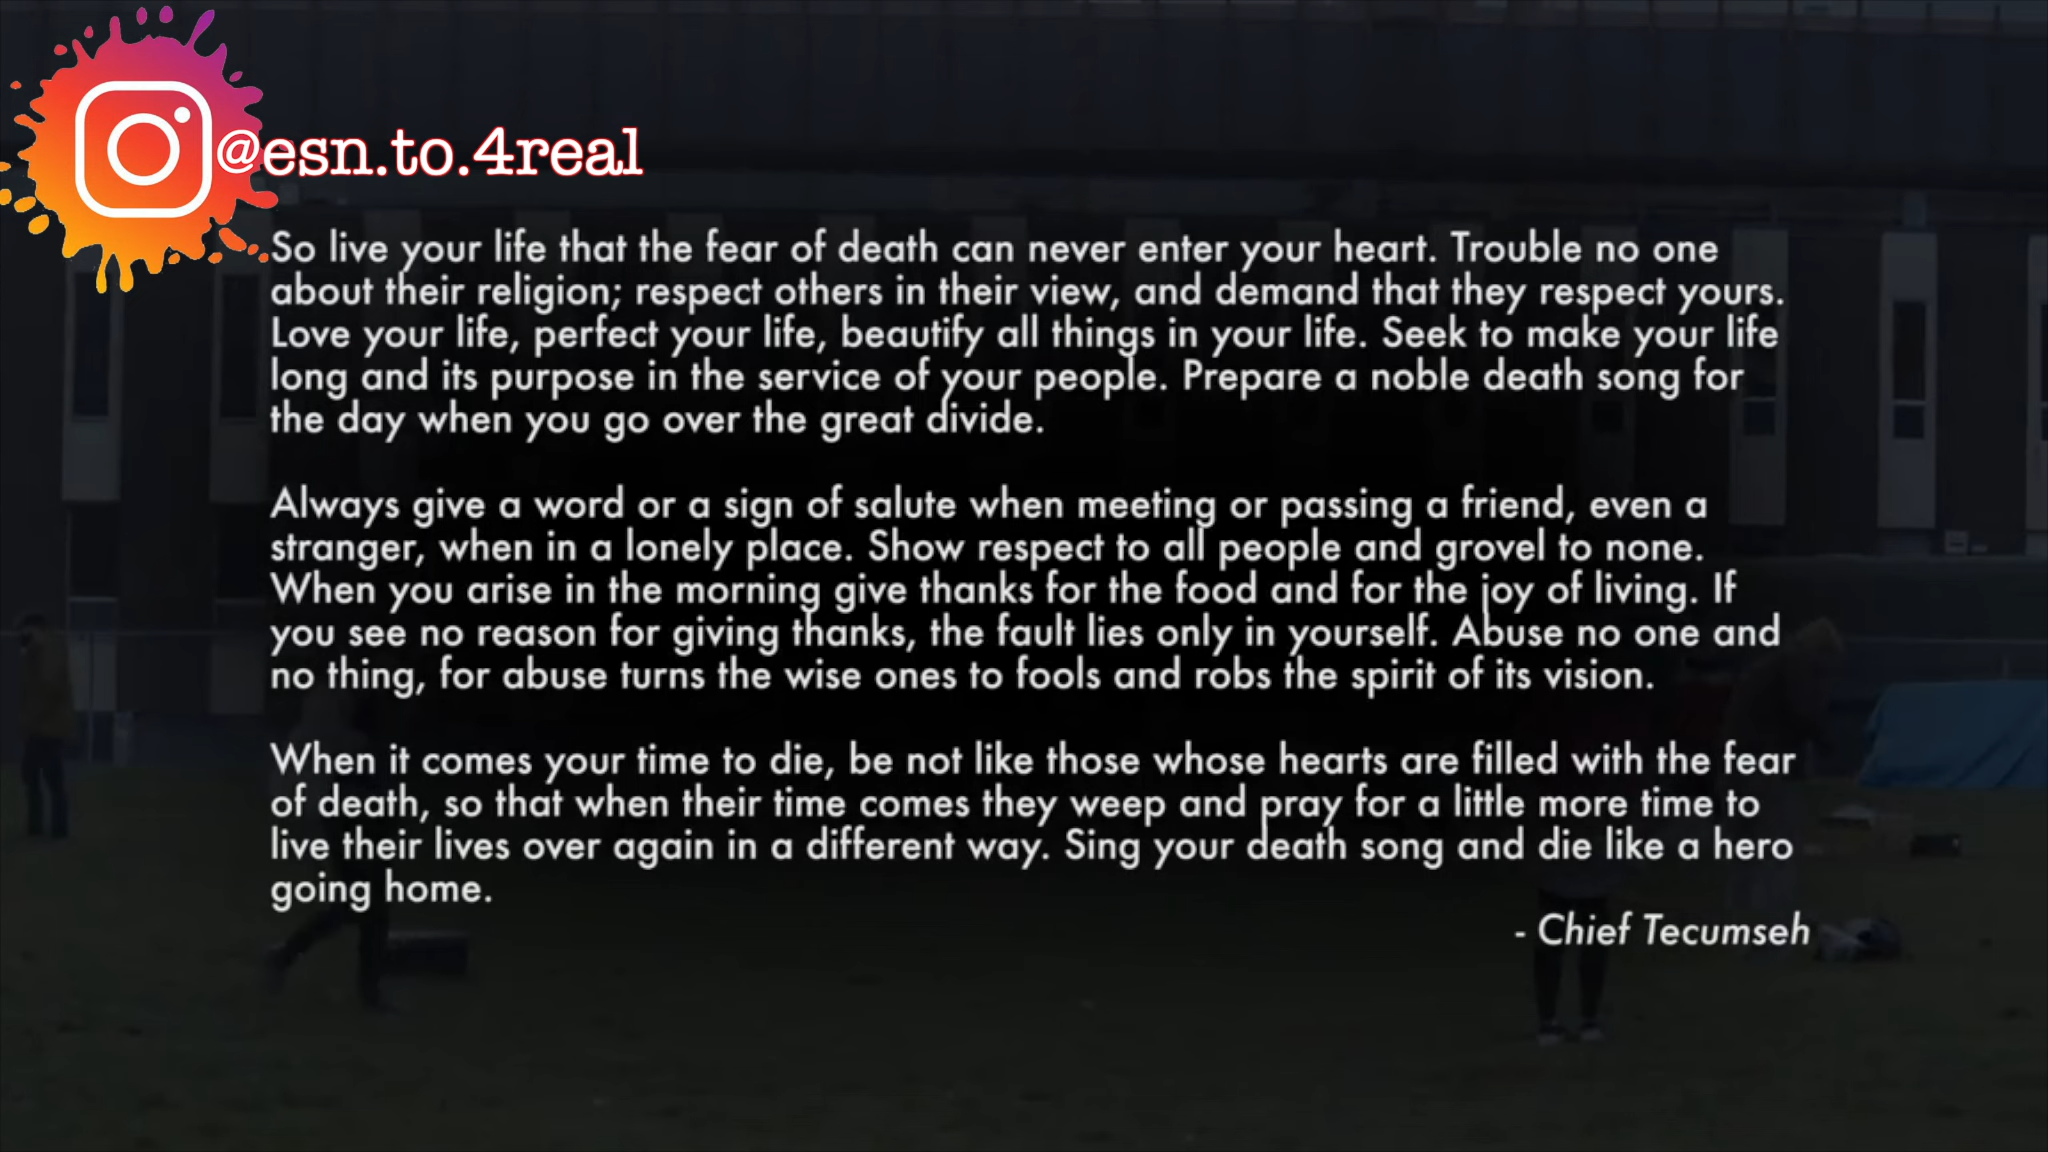 @esn.to.4real
So live your life that the fear of death can never enter your heart. Trouble no one
about their religion; respect others in their view, and demand that they respect yours.
Love your life, perfect your life, beautify all things in your life. Seek to make your life
long and its purpose in the service of your people. Prepare a noble death song for
the day when you go over the great divide.
Always give a word or a sign of salute when meeting or passing a friend, even a
stranger, when in a lonely place. Show respect to all people and grovel to none.
When you arise in the morning give thanks for the food and for the joy of living. If
you see no reason for giving thanks, the fault lies only in yourself. Abuse no one and
no thing, for abuse turns the wise ones to fools and robs the spirit of its vision.
When it comes your time to die, be not like those whose hearts are filled with the fear
of death, so that when their time comes they weep and pray for a little more time to
live their lives over again in a different way. Sing your death song and die like a hero
going home.
- Chief Tecumseh